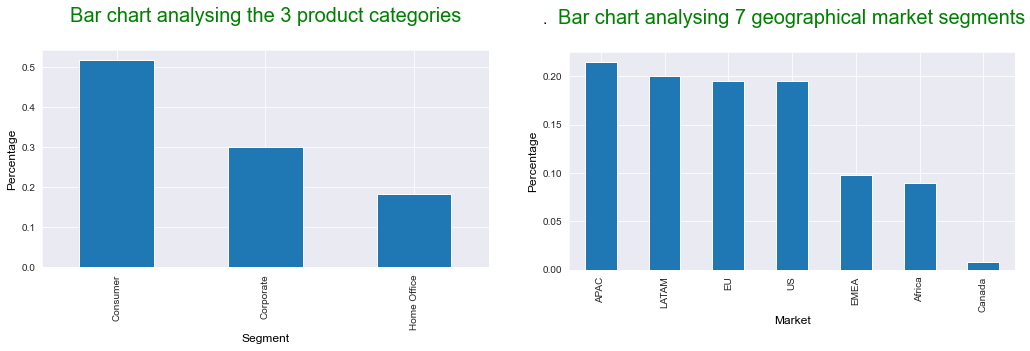 Bar chart analysing the 3 product categories
0.5
0.4
0.3
0.2
0.1
0.0
Percentage
Consumer
Corporate
Home Office
Segment
. Bar chart analysing 7 geographical market segments
0.20
0.15
0.10
0.05
0.00
Percentage
APAC
LATAM
EU
US
EMEA
Africa
Canada
Market